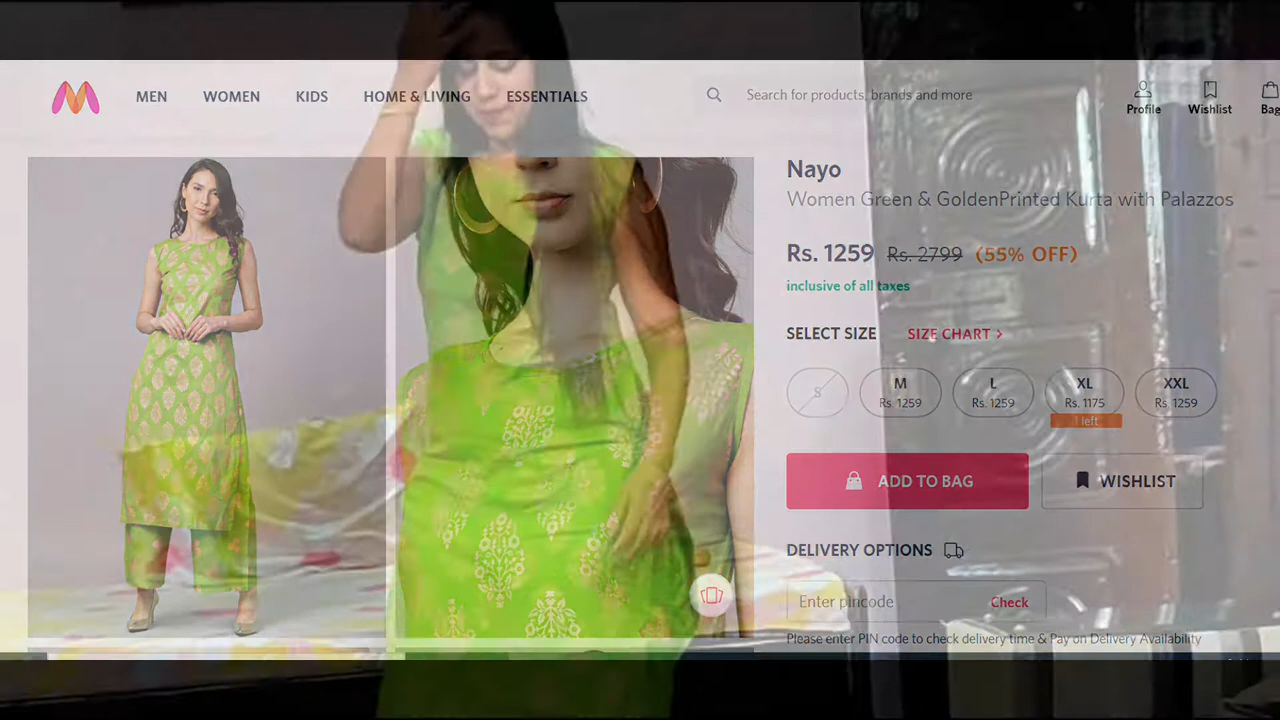 MEN WOMEN KIDS HOME & LIVING ESSENTIALS
Search for products, brands and more
Profile Wishlist Bag
Nayo
Women Green & GoldenPrinted Kurta with Palazzos
Rs. 1259 Rs. 2799 (55% OFF)
inclusive of all taxes
SELECT SIZE SIZE CHART >
S M L XL XXL
Rs. 1259 Rs. 1259 Rs. 1175 Rs. 1259
1 left
ADD TO BAG WISHLIST
DELIVERY OPTIONS
Enter pincode Check
Please enter PIN code to check delivery time & Pay on Delivery Availability